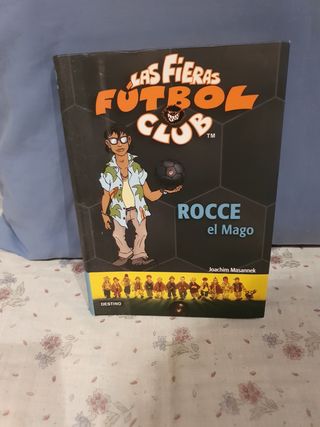 LAS FIERAS
FÚTBOL
CLUB TM
ROCCE
el Mago
Joachim Masannek
DESTINO